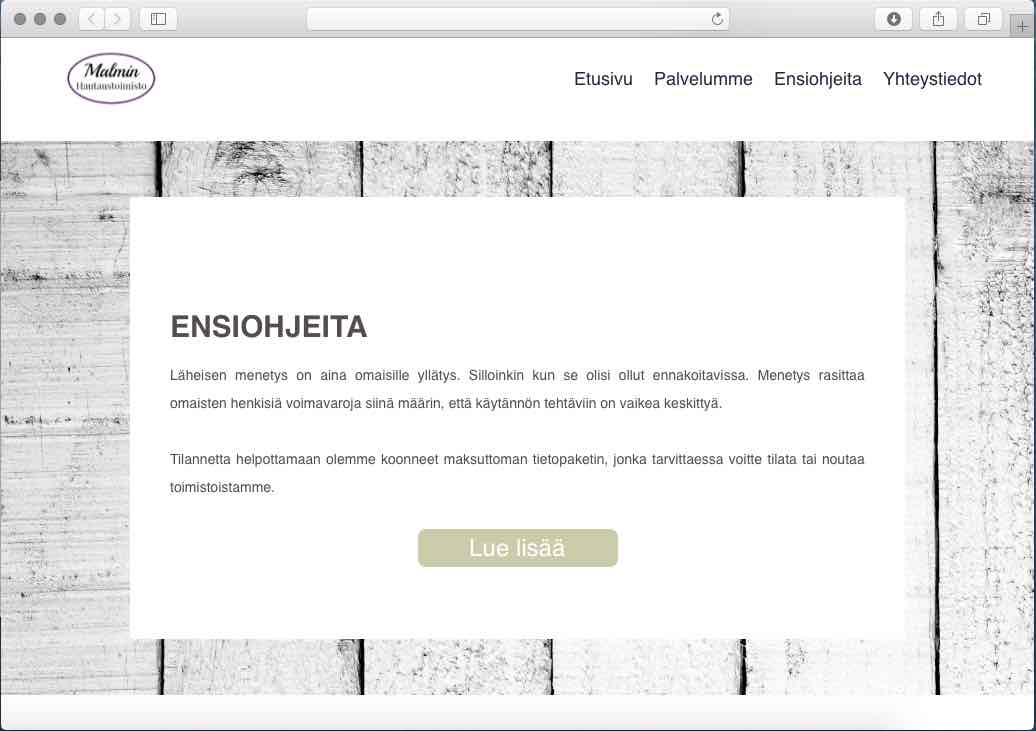 Malmin
Hautaustoimisto
Etusivu Palvelumme Ensiohjeita Yhteystiedot
ENSIOHJEITA
Läheisen menetys on aina omaisille yllätys. Silloinkin kun se olisi ollut ennakoitavissa. Menetys rasittaa
omaisten henkisiä voimavaroja siinä määrin, että käytännön tehtäviin on vaikea keskittyä.
Tilannetta helpottamaan olemme koonneet maksuttoman tietopaketin, jonka tarvittaessa voitte tilata tai noutaa
toimistoistamme.
Lue lisää